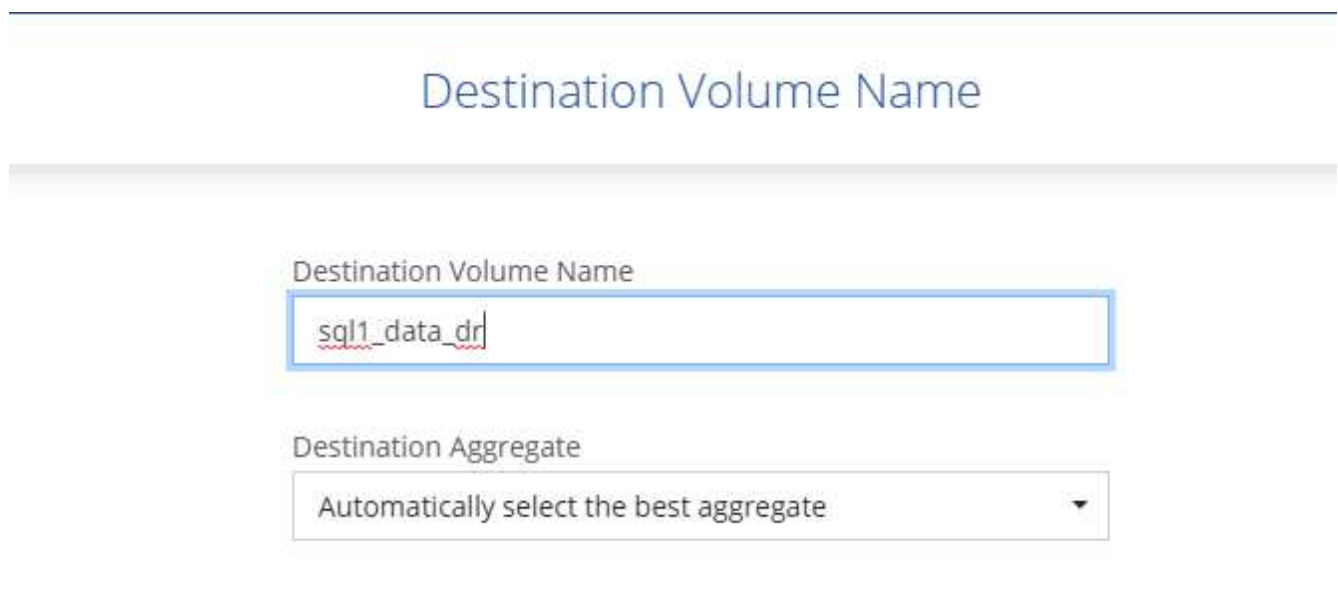 Destination Volume Name
Destination Volume Name
sql1_data_dr
Destination Aggregate
Automatically select the best aggregate